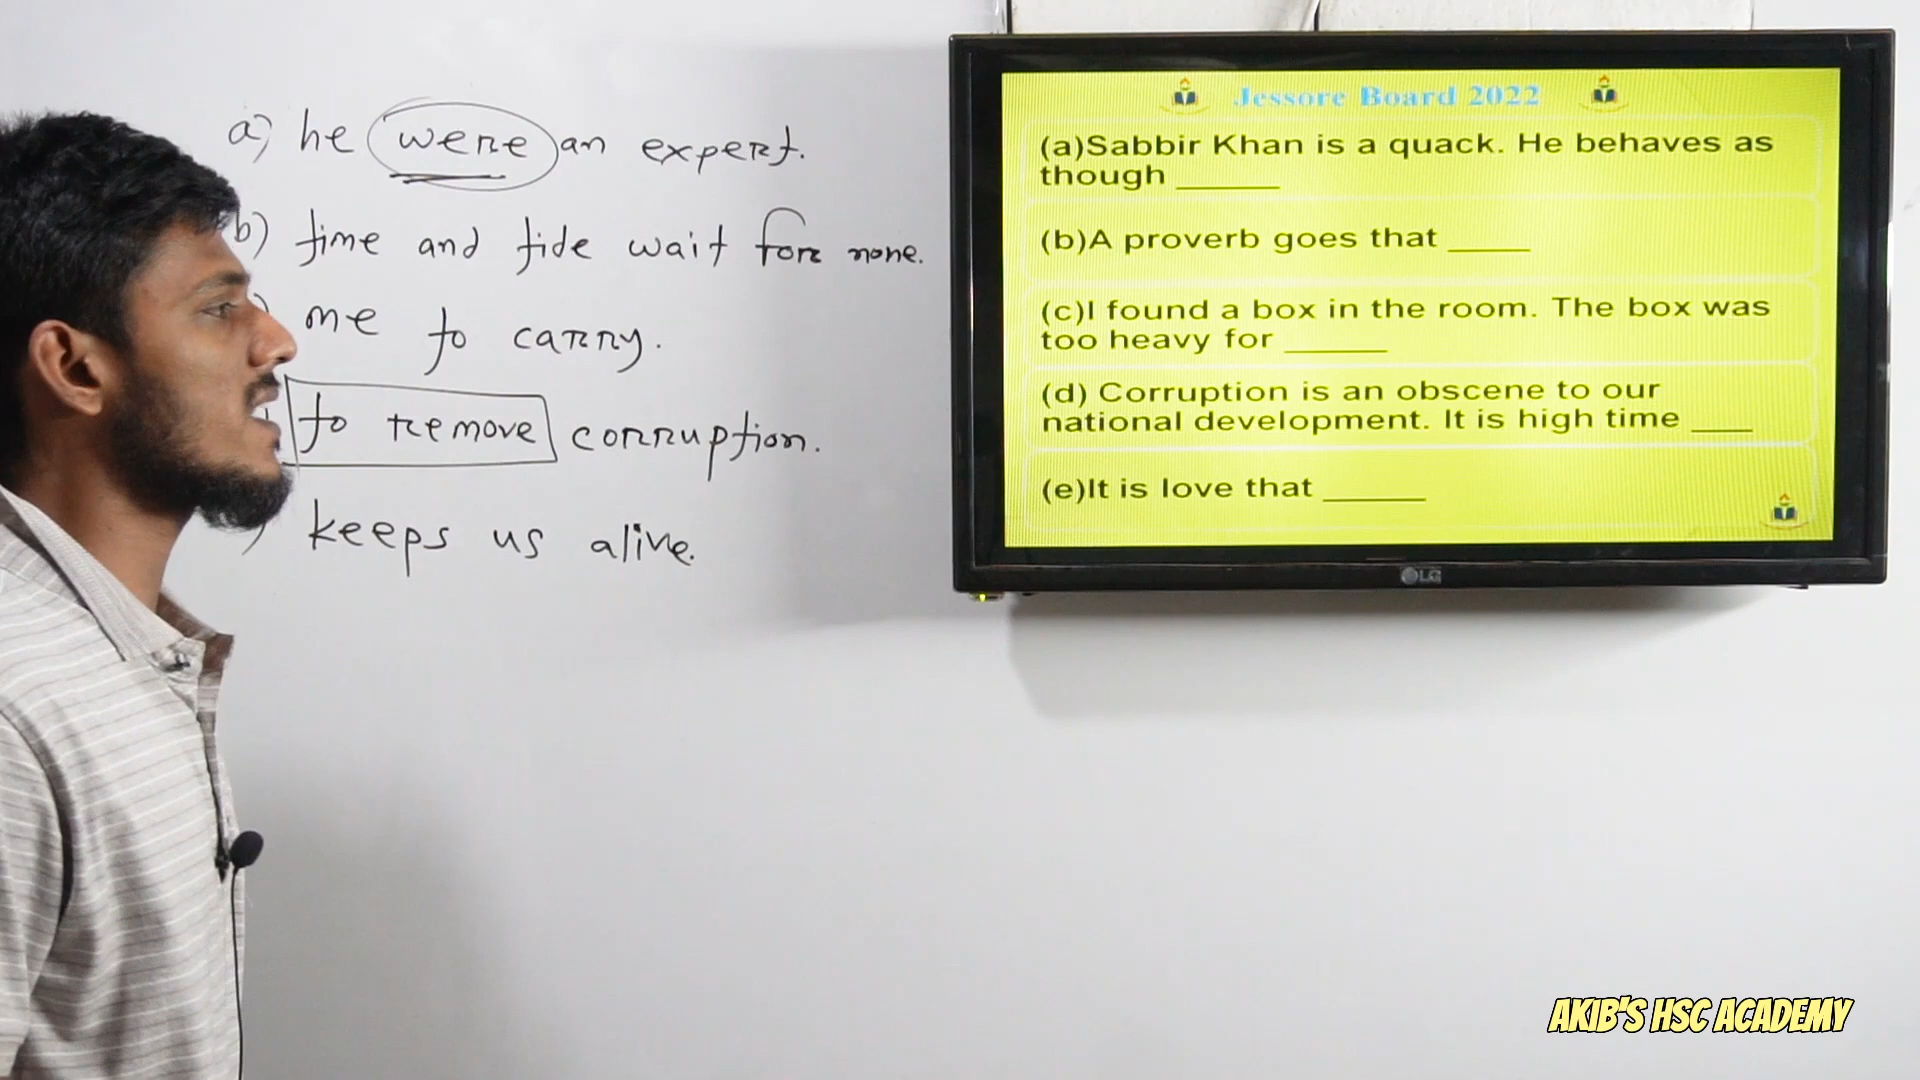 a) he were an expert.
b) time and tide wait for none.
) me to carry.
to remove corruption.
) keeps us alive.
Jessore Board 2022
(a)Sabbir Khan is a quack. He behaves as
though ______
(b)A proverb goes that _____
(c)I found a box in the room. The box was
too heavy for ______
(d) Corruption is an obscene to our
national development. It is high time ____
(e)It is love that ______
LG
AKIB'S HSC ACADEMY